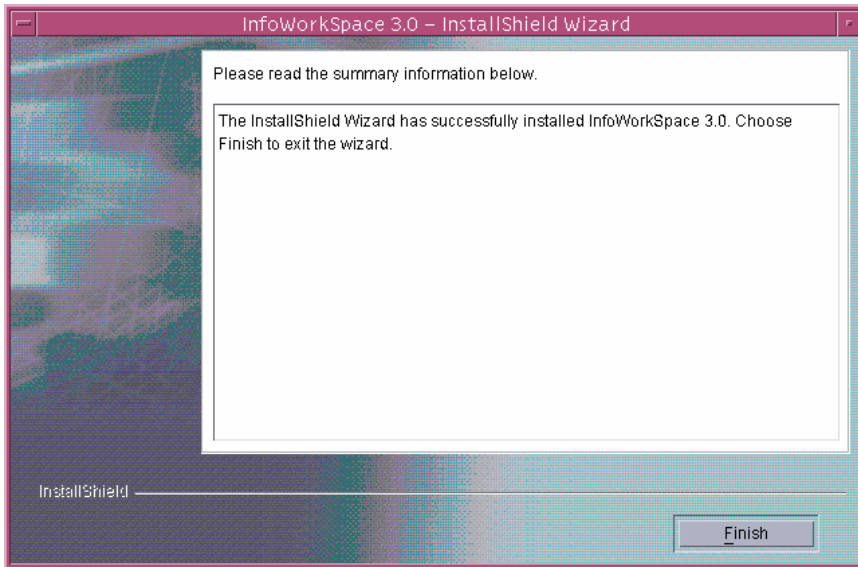 InfoWorkSpace 3.0 – InstallShield Wizard
Please read the summary information below.
The InstallShield Wizard has successfully installed InfoWorkSpace 3.0. Choose
Finish to exit the wizard.
InstallShield
Finish